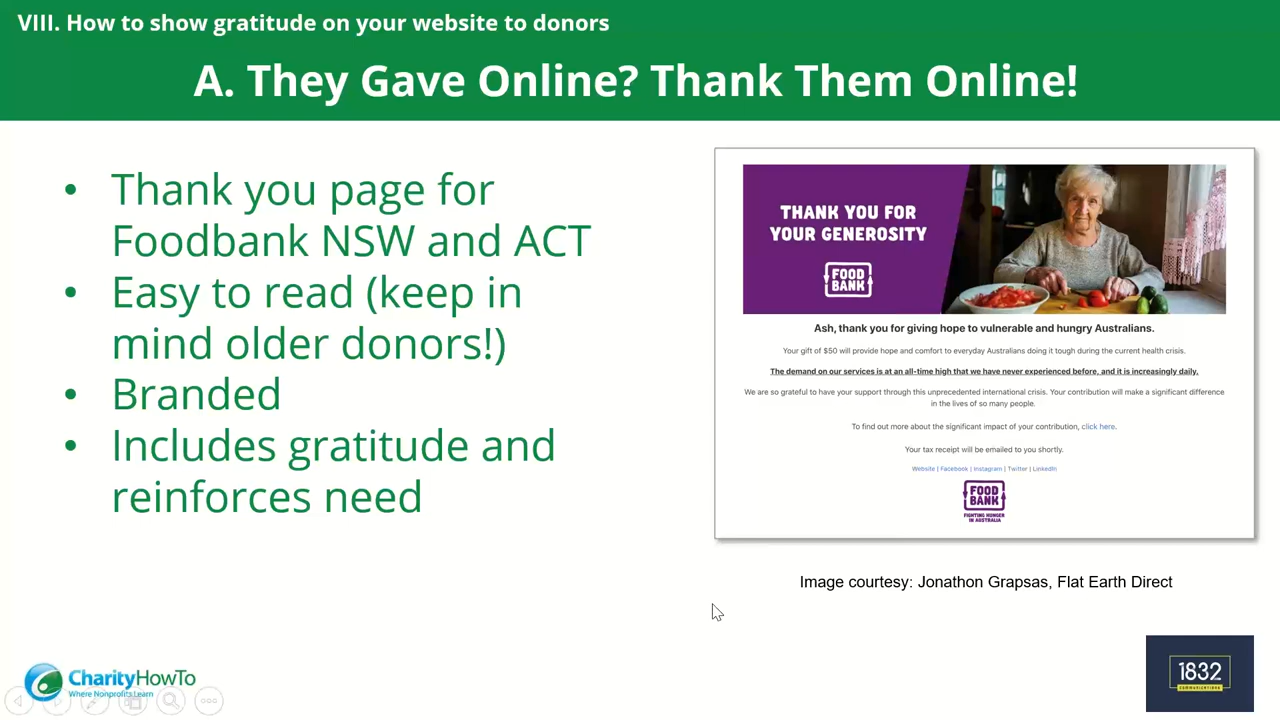 VIII. How to show gratitude on your website to donors
A. They Gave Online? Thank Them Online!
• Thank you page for
Foodbank NSW and ACT
• Easy to read (keep in
mind older donors!)
• Branded
• Includes gratitude and
reinforces need
THANK YOU FOR
YOUR GENEROSITY
FOOD
BANK
Ash, thank you for giving hope to vulnerable and hungry Australians.
Your gift of $50 will provide hope and comfort to everyday Australians doing it tough during the current health crisis.
The demand on our services is at an all-time high that we have never experienced before, and it is increasingly daily.
We are so grateful to have your support through this unprecedented international crisis. Your contribution will make a significant difference
in the lives of so many people.
To find out more about the significant impact of your contribution, click here.
Your tax receipt will be emailed to you shortly.
Website | Facebook | Instagram | Twitter | LinkedIn
FOOD
BANK
FIGHTING HUNGER
IN AUSTRALIA
Image courtesy: Jonathon Grapsas, Flat Earth Direct
CharityHowTo
Where Nonprofits Learn
1832
COMMUNICATIONS